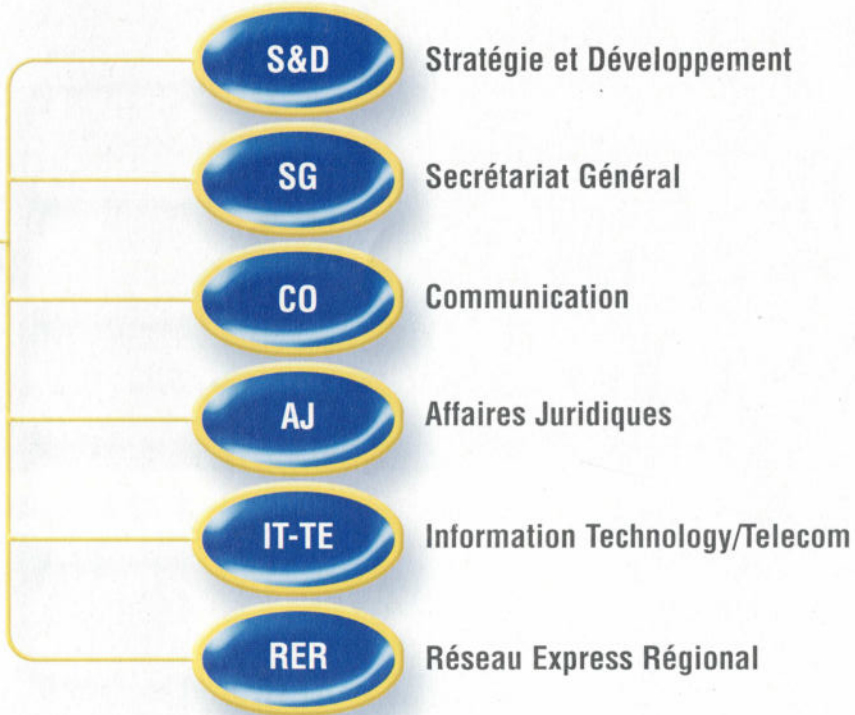 S&D Stratégie et Développement
SG Secrétariat Général
CO Communication
AJ Affaires Juridiques
IT-TE Information Technology/Telecom
RER Réseau Express Régional